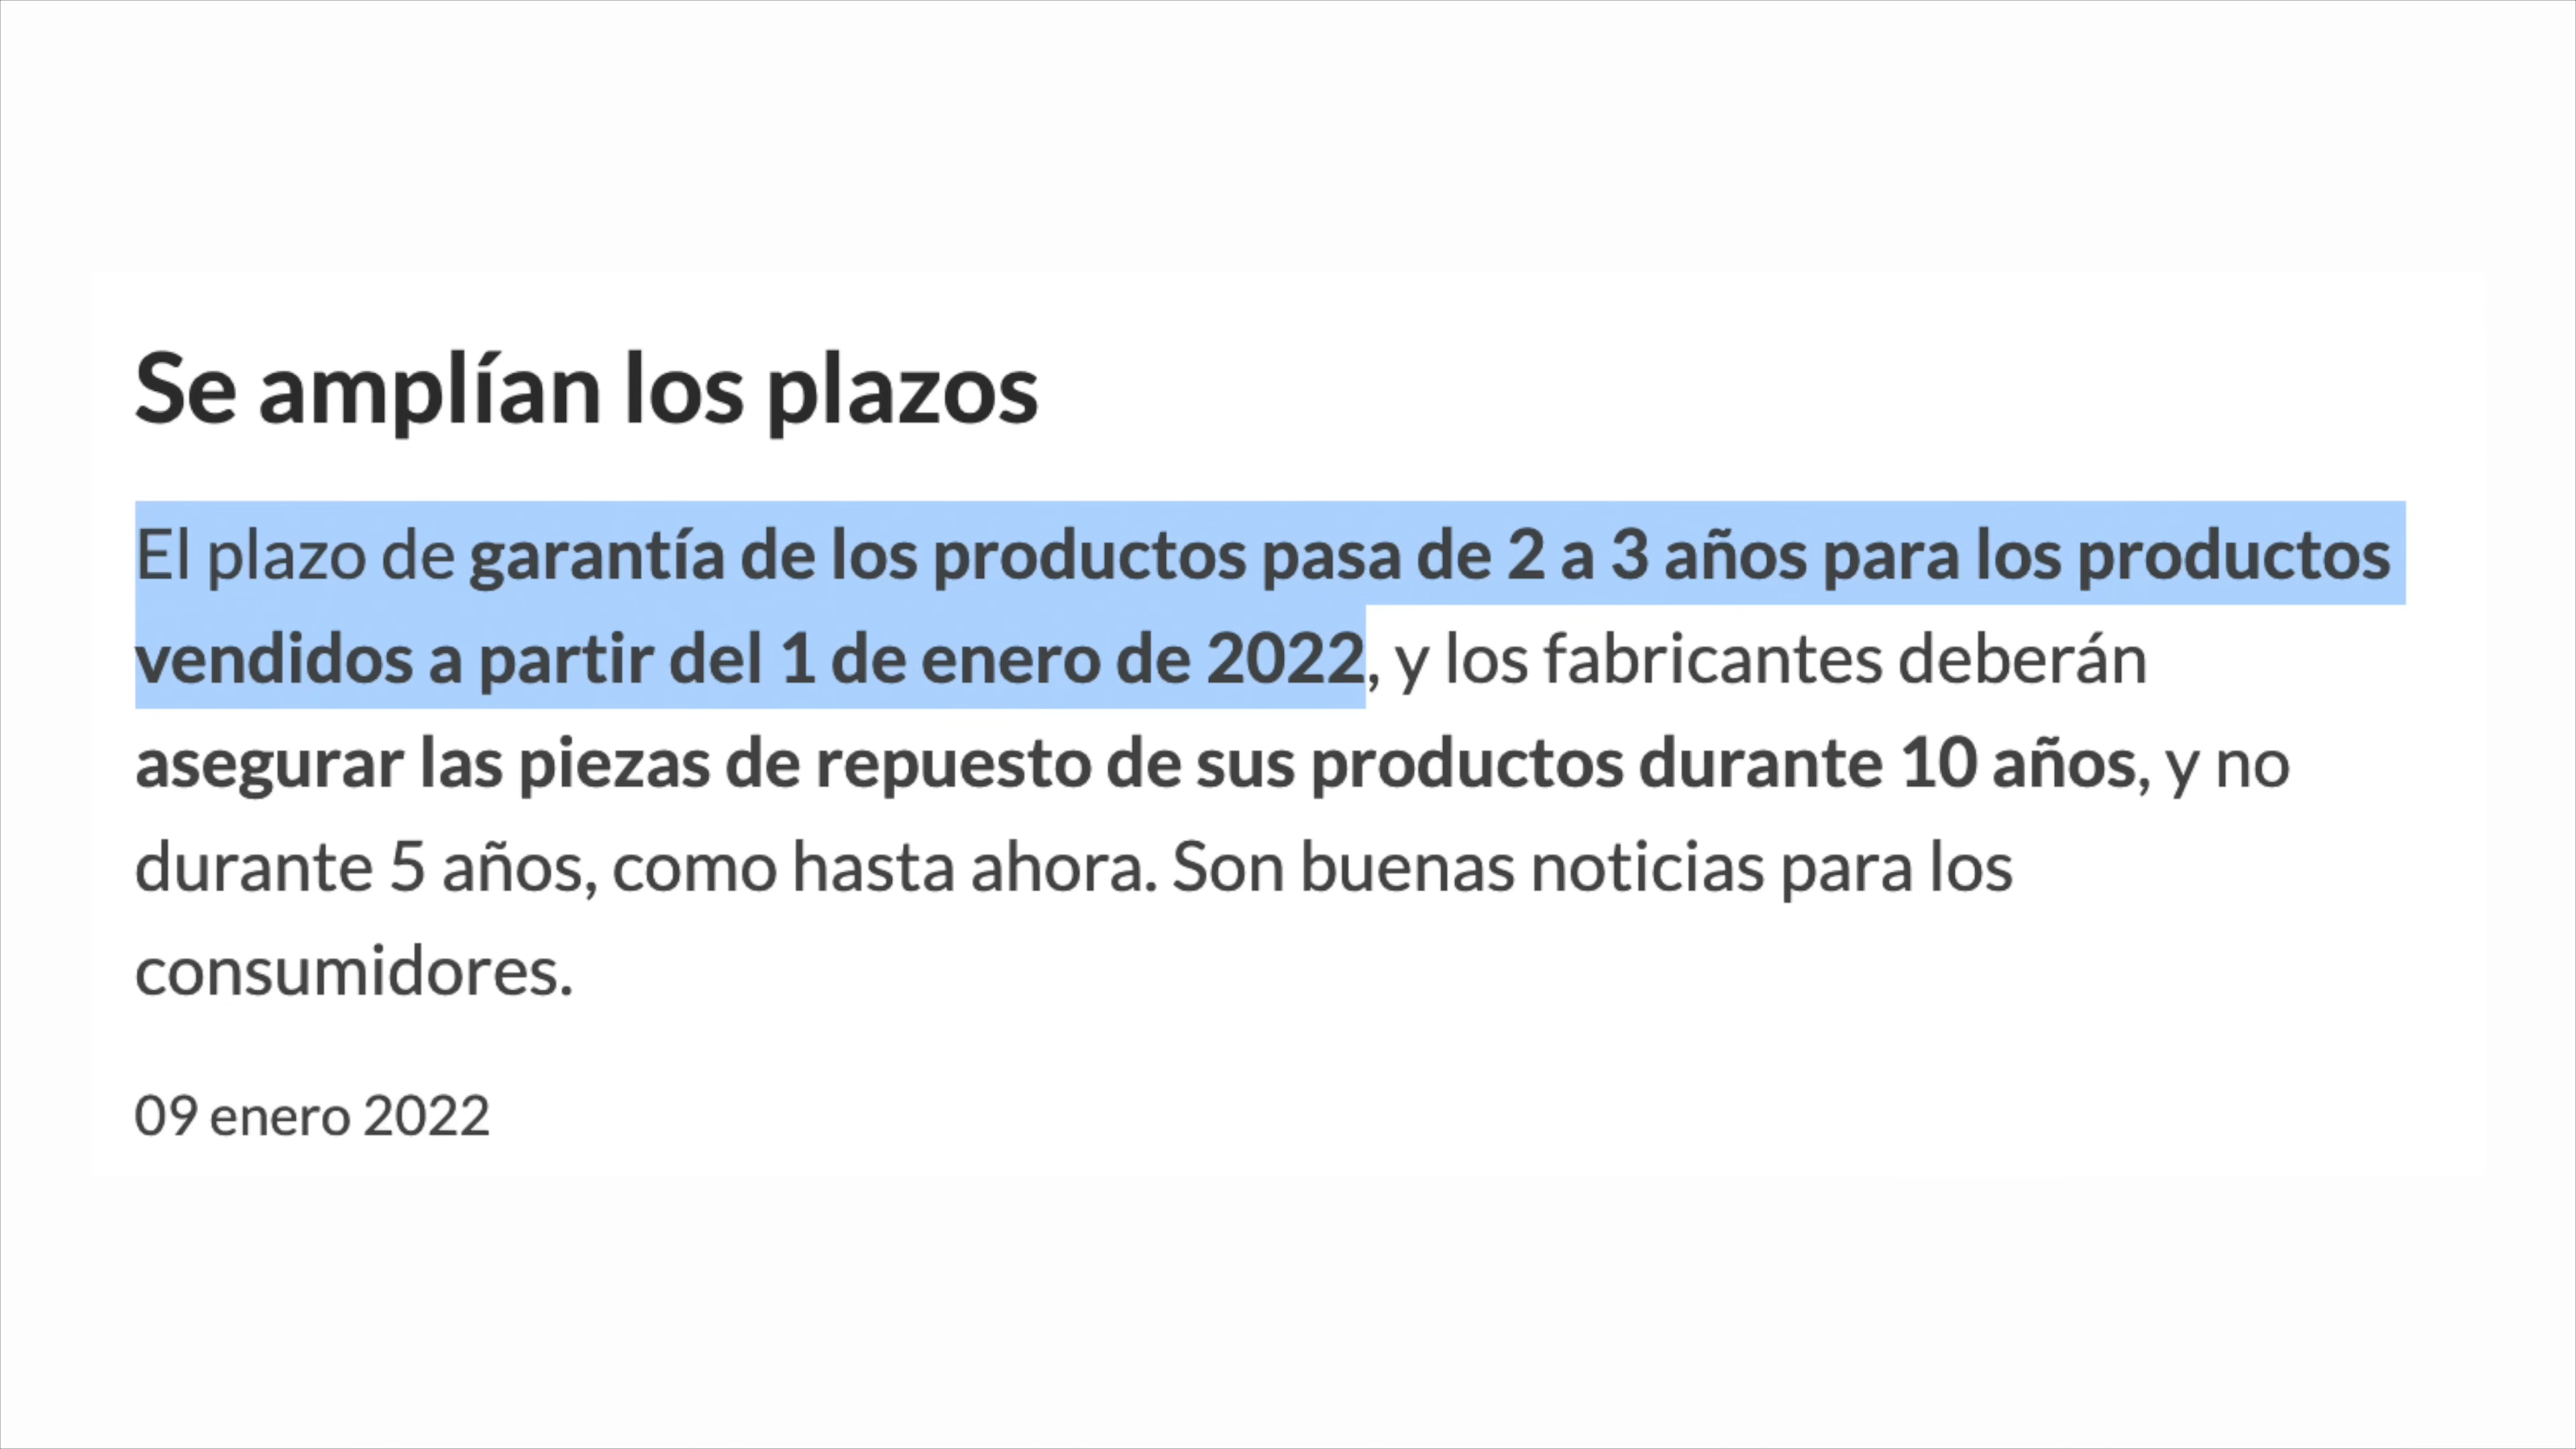 Se amplían los plazos
El plazo de garantía de los productos pasa de 2 a 3 años para los productos
vendidos a partir del 1 de enero de 2022, y los fabricantes deberán
asegurar las piezas de repuesto de sus productos durante 10 años, y no
durante 5 años, como hasta ahora. Son buenas noticias para los
consumidores.
09 enero 2022